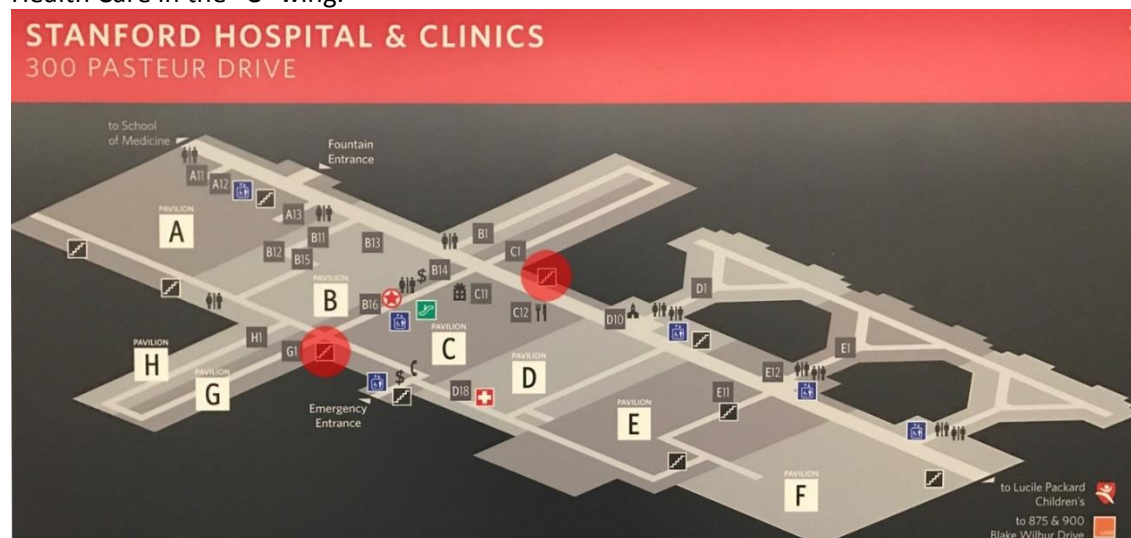 Health Care in the "G" wing.
STANFORD HOSPITAL & CLINICS
300 PASTEUR DRIVE
to School
of Medicine
Fountain
Entrance
A11
A12
A13
PAVILION
A
B11
B12
B15
B13
B1
C1
B14
PAVILION
B
B16
$
C11
C12
D10
D1
H1
G1
PAVILION
C
PAVILION
H
PAVILION
G
PAVILION
D
E1
E12
E11
D18
$
Emergency
Entrance
PAVILION
E
PAVILION
F
to Lucile Packard
Children's
to 875 & 900
Blake Wilbur Drive